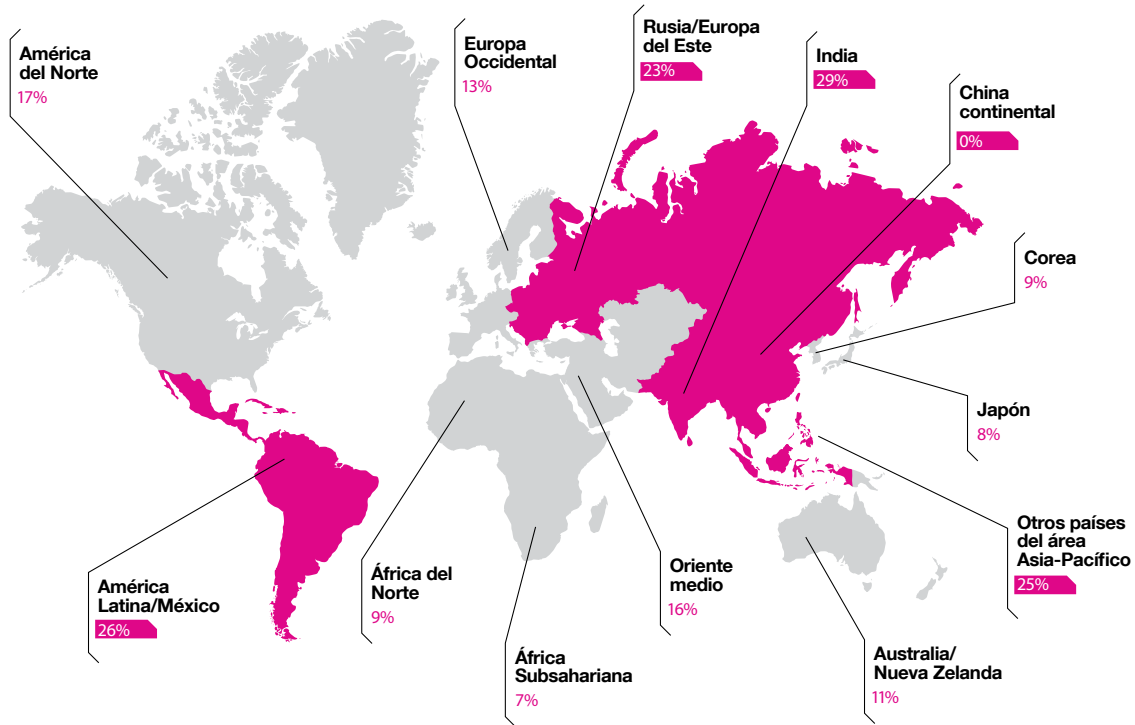 América
del Norte
17%
Europa
Occidental
13%
Rusia/Europa
del Este
23%
India
29%
China
continental
0%
Corea
9%
Japón
8%
Otros países
del área
Asia-Pacífico
25%
América
Latina/México
26%
África del
Norte
9%
África
Subsahariana
7%
Oriente
medio
16%
Australia/
Nueva Zelanda
11%